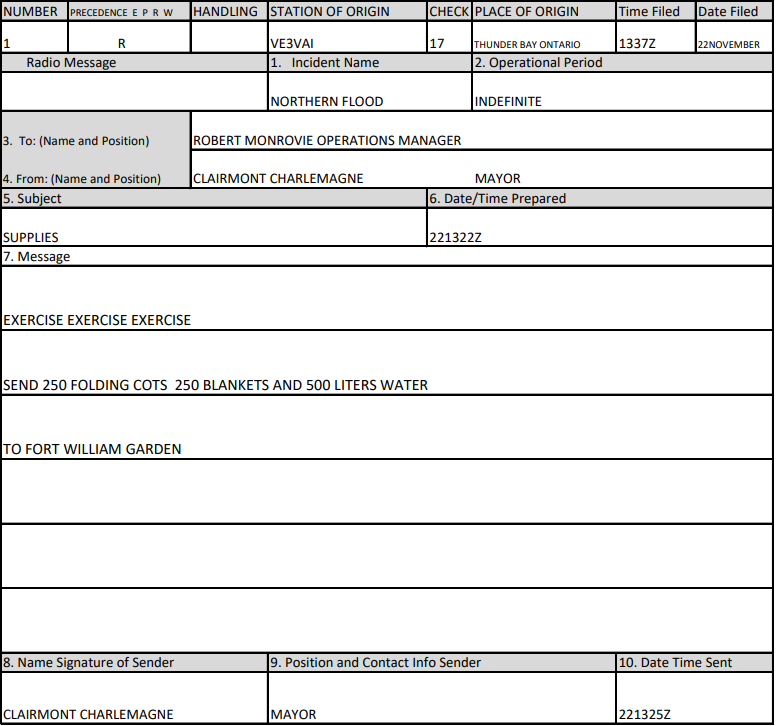 NUMBER PRECEDENCE E P R W HANDLING STATION OF ORIGIN CHECK PLACE OF ORIGIN Time Filed Date Filed
1 R VE3VAI 17 THUNDER BAY ONTARIO 1337Z 22NOVEMBER
Radio Message 1. Incident Name 2. Operational Period
NORTHERN FLOOD INDEFINITE
3. To: (Name and Position) ROBERT MONROVIE OPERATIONS MANAGER
4. From: (Name and Position) CLAIRMONT CHARLEMAGNE MAYOR
5. Subject 6. Date/Time Prepared
SUPPLIES 221322Z
7. Message
EXERCISE EXERCISE EXERCISE
SEND 250 FOLDING COTS 250 BLANKETS AND 500 LITERS WATER
TO FORT WILLIAM GARDEN
8. Name Signature of Sender 9. Position and Contact Info Sender 10. Date Time Sent
CLAIRMONT CHARLEMAGNE MAYOR 221325Z